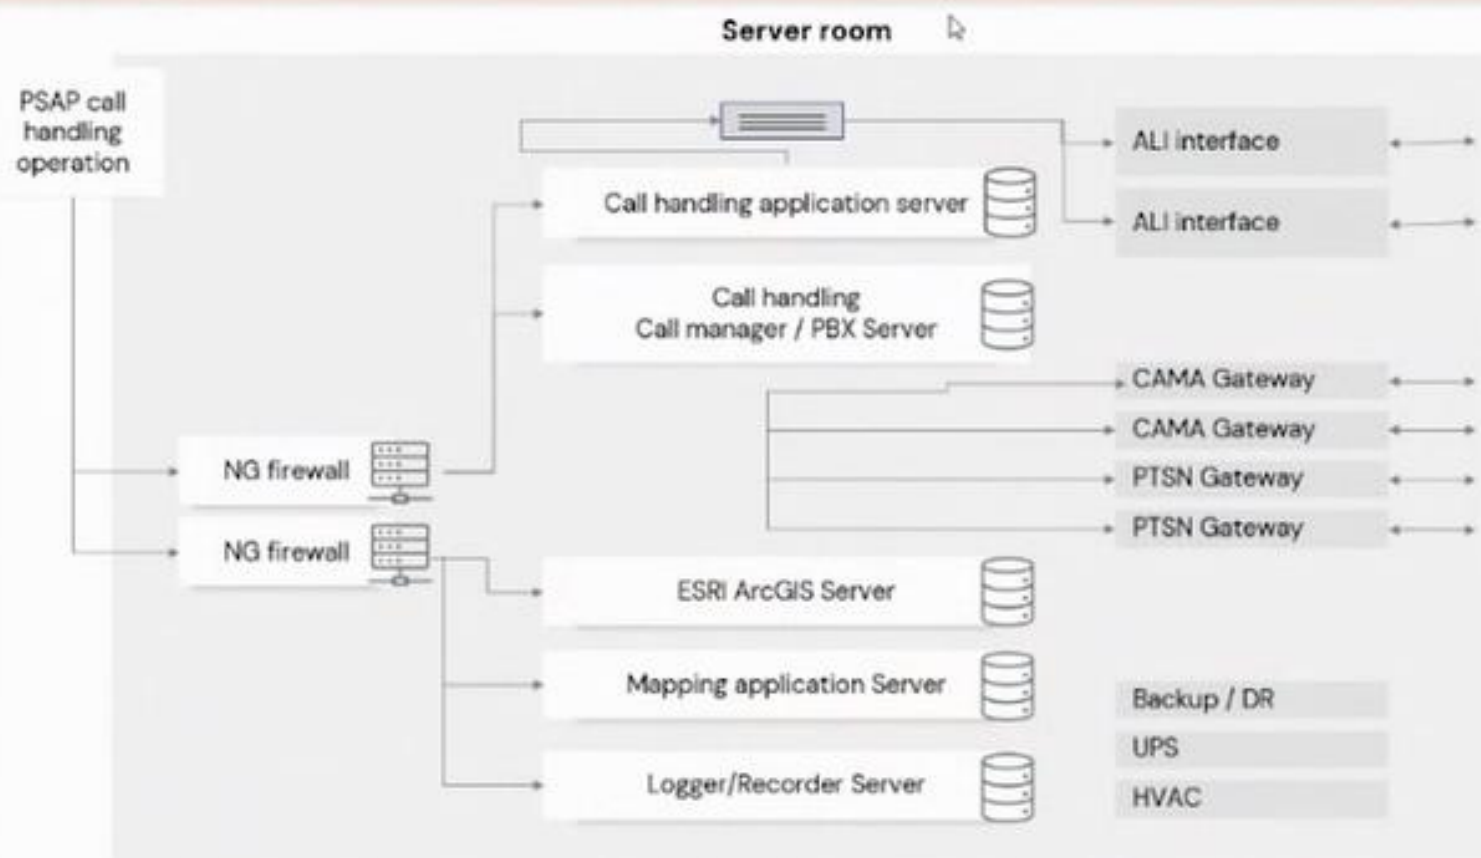 Server room
PSAP call
handling
operation
ALI interface
Call handling application server
ALI interface
Call handling
Call manager / PBX Server
CAMA Gateway
CAMA Gateway
NG firewall
PTSN Gateway
PTSN Gateway
NG firewall
ESRI ArcGIS Server
Mapping application Server
Backup / DR
UPS
Logger/Recorder Server
HVAC